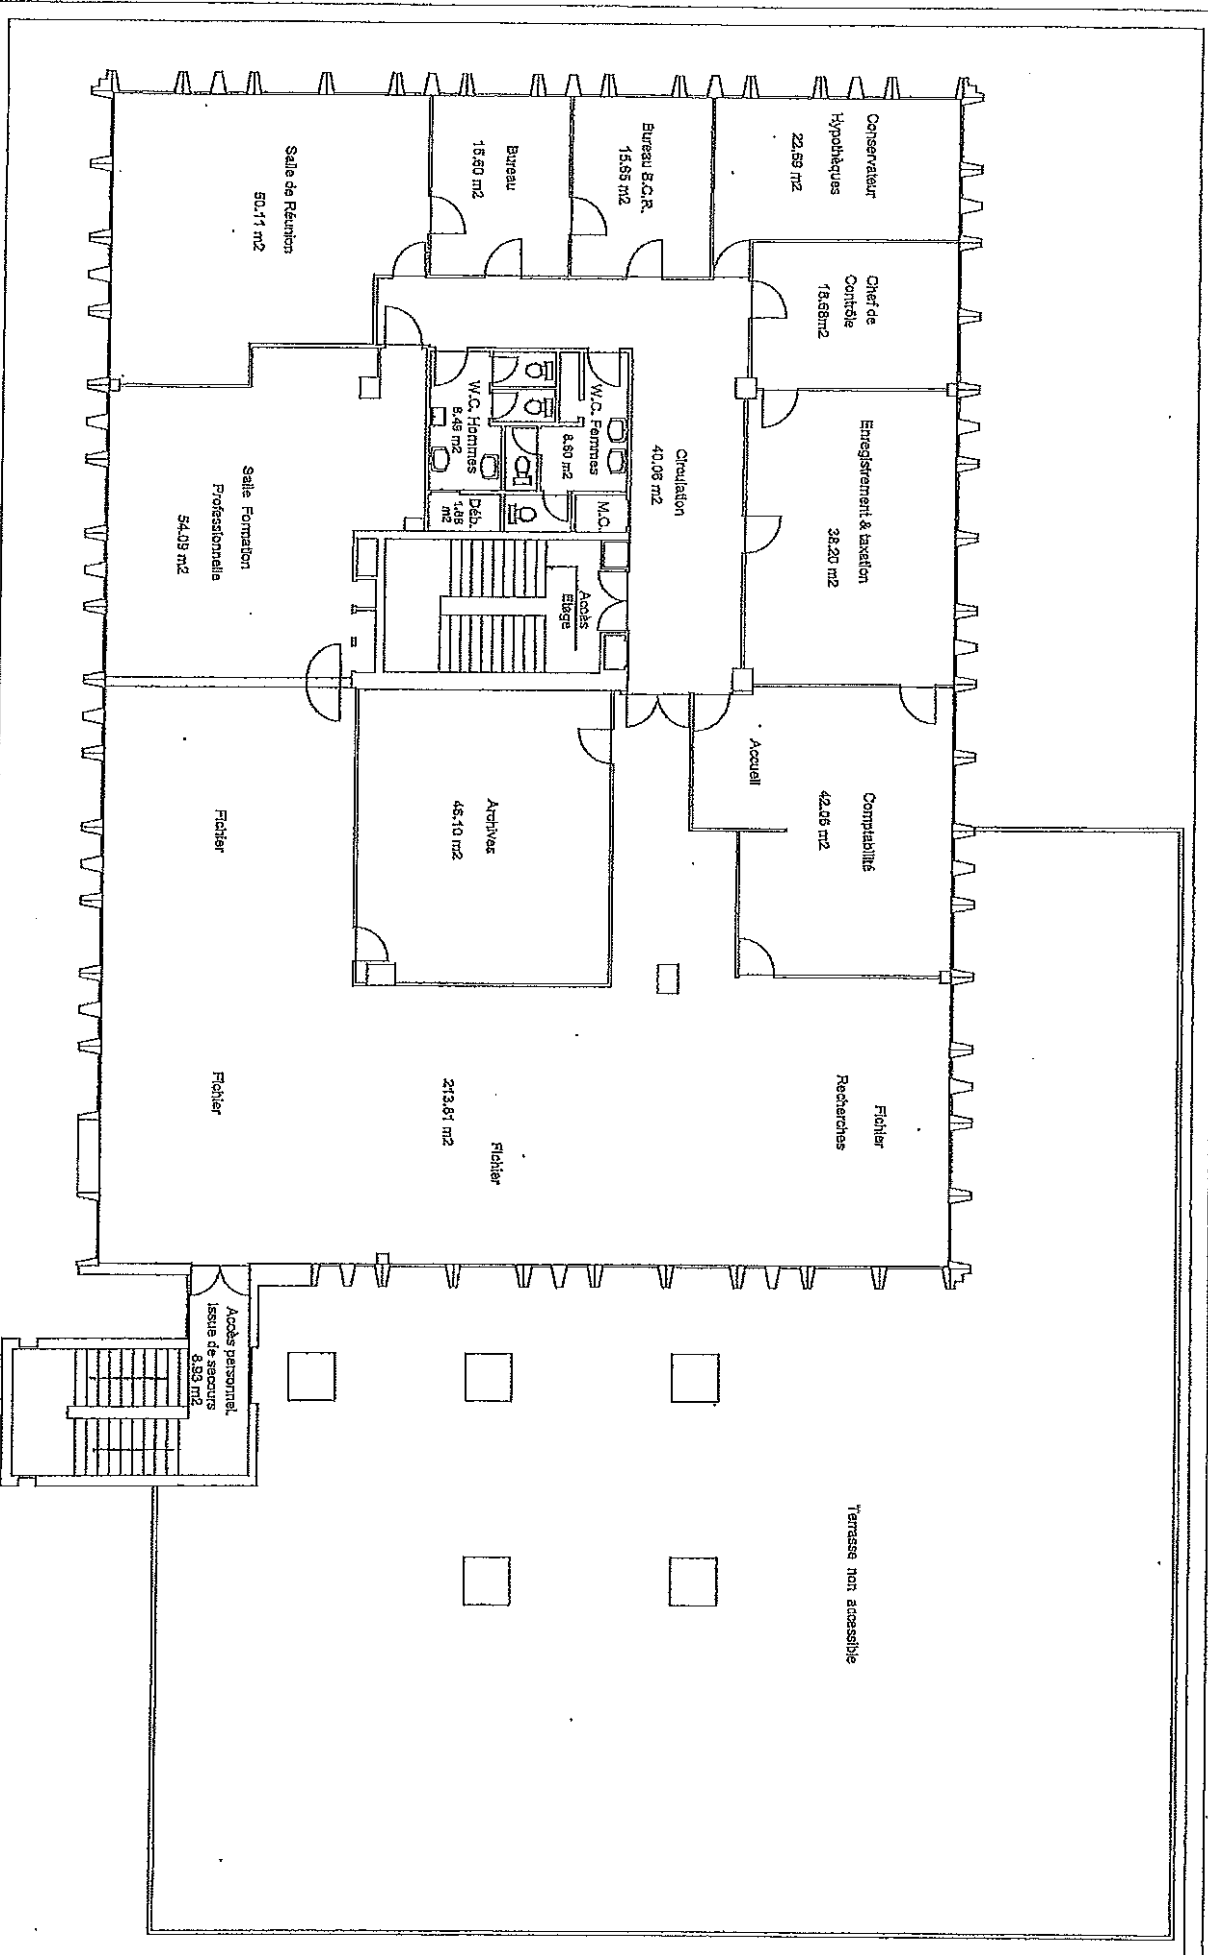 Conservateur
Hypothèques
22.59 m2
Chef de
Contrôle
18.68m2
Enregistrement & taxation
38.20 m2
Comptabilité
42.06 m2
Accueil
Fichier
Recherches
Bureau B.C.R.
15.65 m2
Bureau
15.60 m2
Salle de Réunion
50.11 m2
Circulation
40.06 m2
W.C. Femmes
8.60 m2
W.C. Hommes
8.49 m2
M.C.
Déb.
1.88
m2
Accès
Etage
Salle Formation
Professionnelle
54.09 m2
Archives
46.10 m2
Fichier
Fichier
213.81 m2
Fichier
Accès personnel
Issue de secours
8.93 m2
Terrasse non accessible